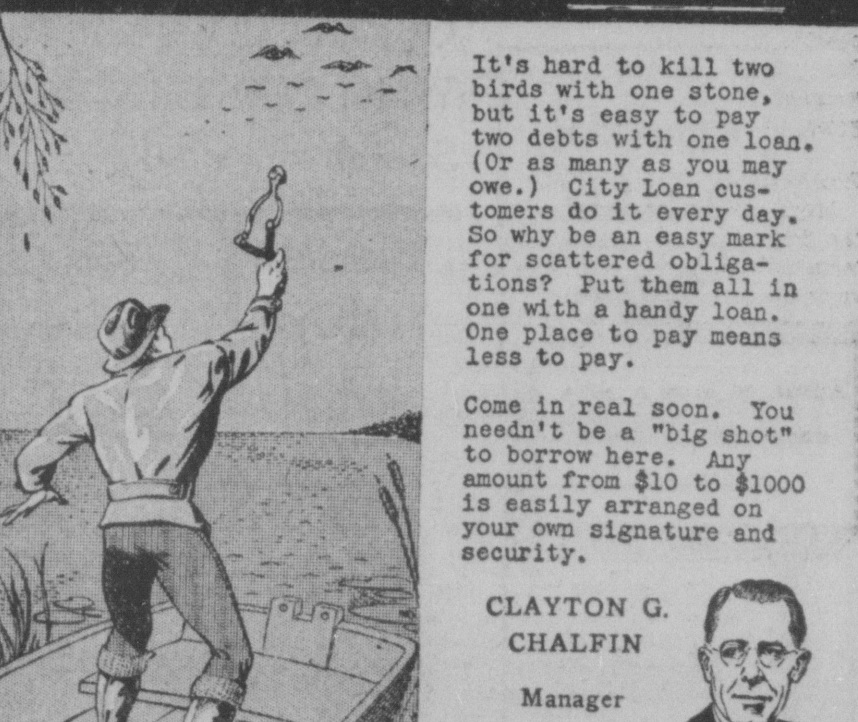 It's hard to kill two
birds with one stone,
but it's easy to pay
two debts with one loan.
(Or as many as you may
owe.) City Loan cus-
tomers do it every day.
So why be an easy mark
for scattered obliga-
tions? Put them all in
one with a handy loan.
One place to pay means
less to pay.

Come in real soon. You
needn't be a "big shot"
to borrow here. Any
amount from $10 to $1000
is easily arranged on
your own signature and
security.

CLAYTON G.
CHALFIN
Manager